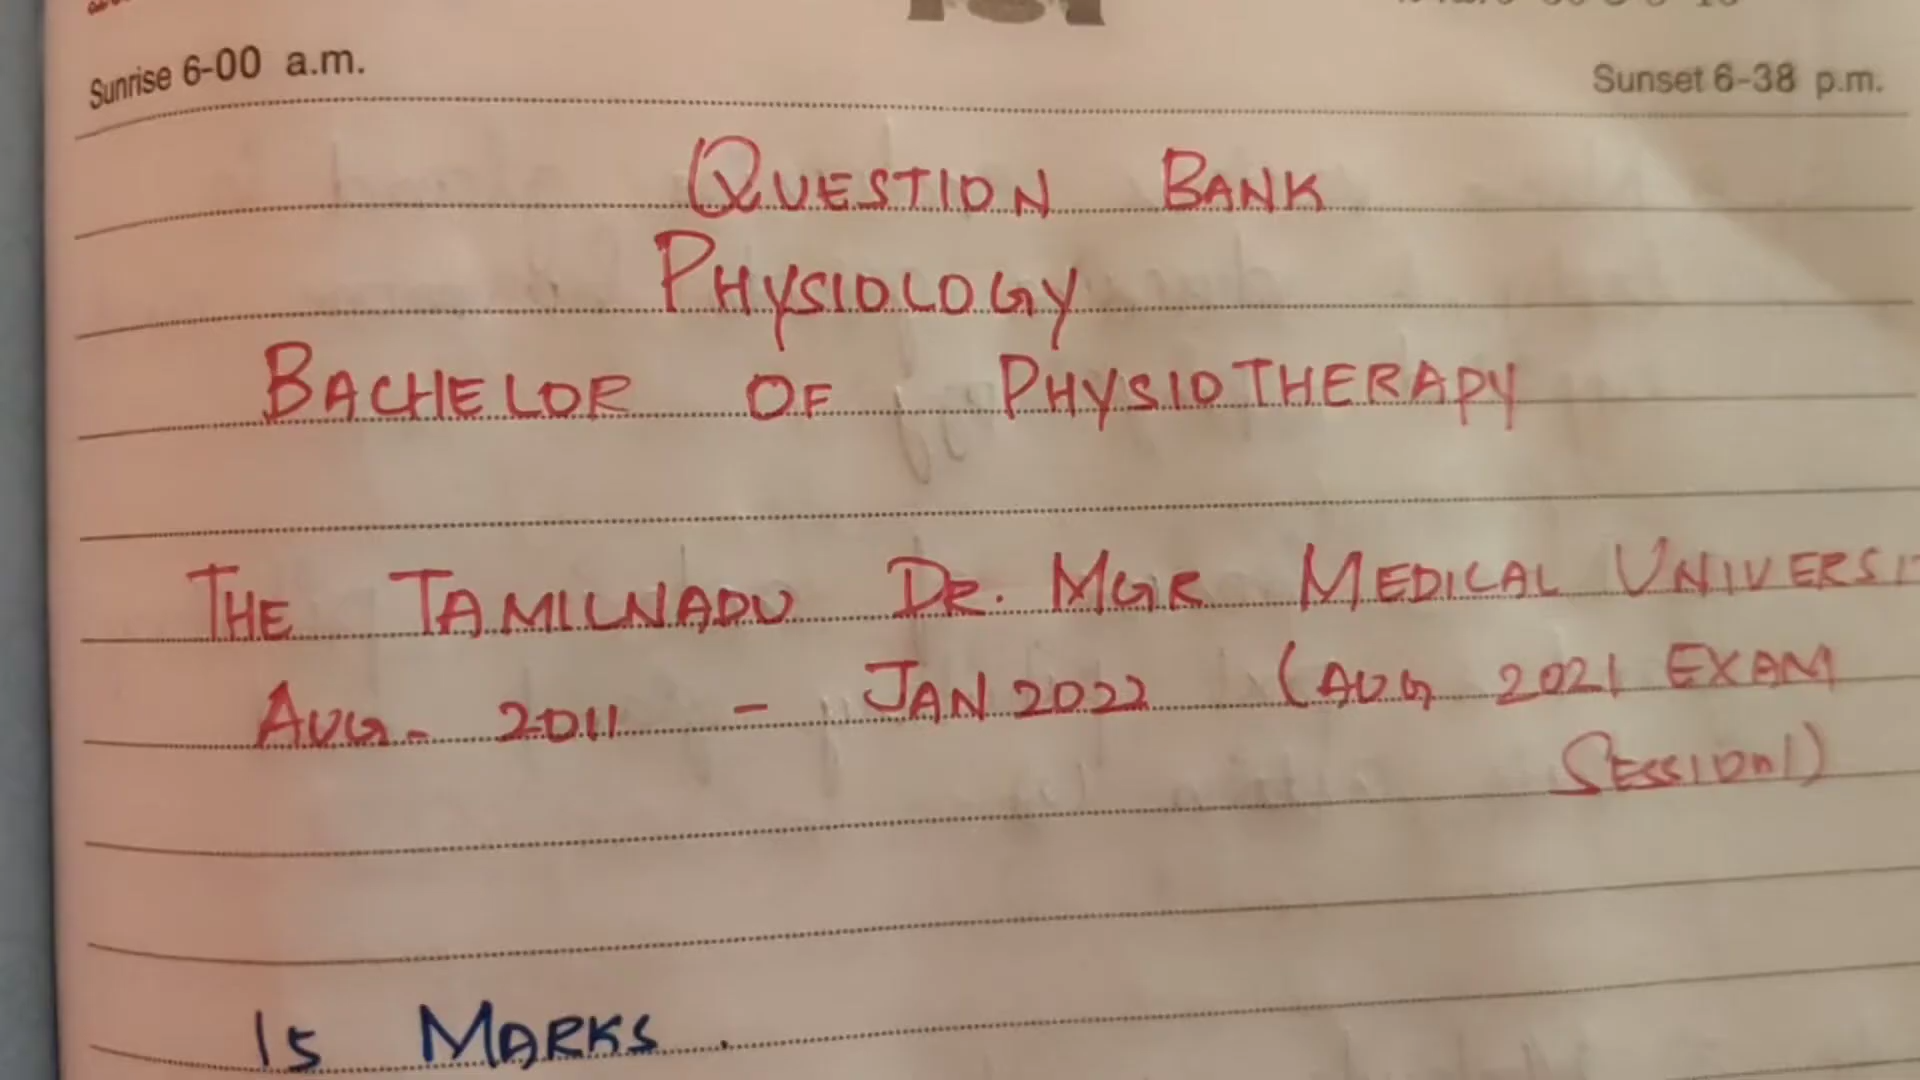 Sunrise 6-00 a.m.
Sunset 6-38 p.m.
QUESTION BANK
PHYSIOLOGY
BACHELOR OF PHYSIOTHERAPY
THE TAMILNADU DR. MGR MEDICAL UNIVERSIT
AUG- 2011 - JAN 2022 (AUG 2021 EXAM
SESSION)
15 MARKS.